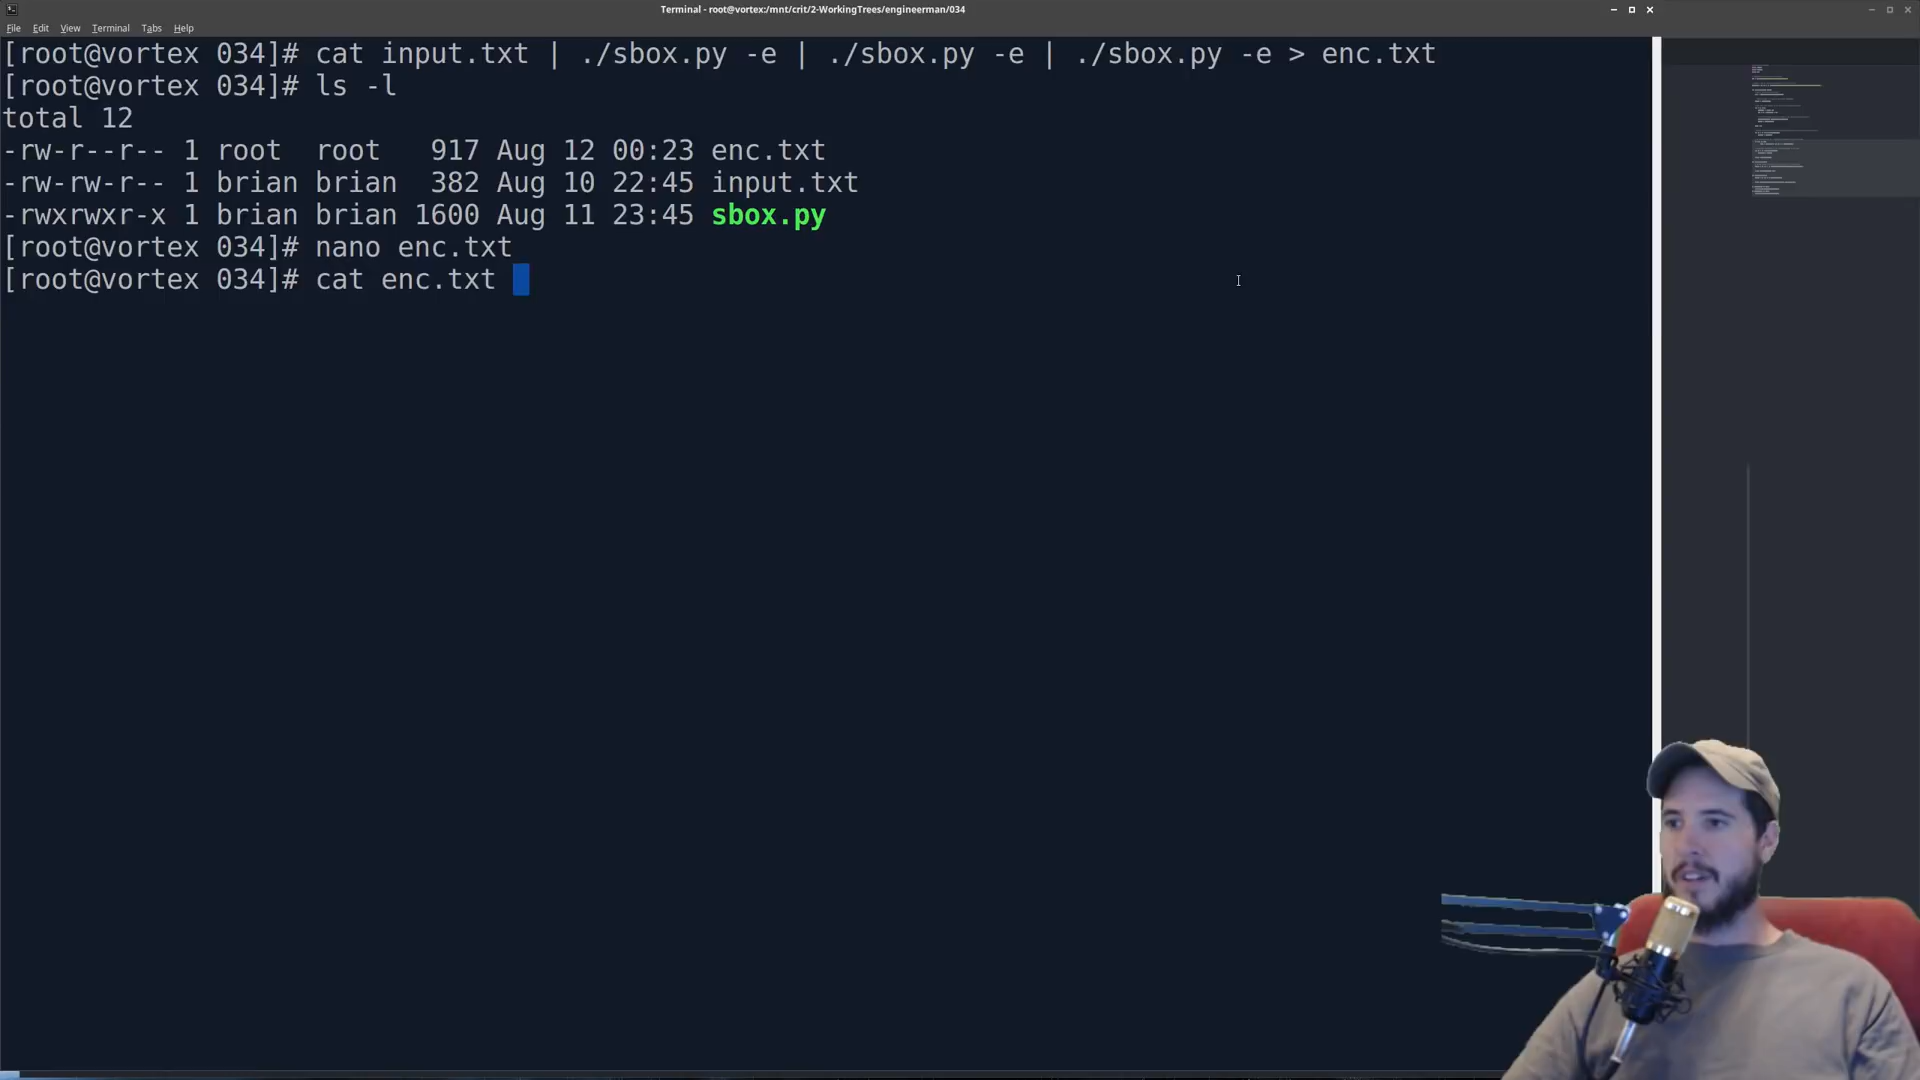 Terminal - root@vortex:/mnt/crit/2-WorkingTrees/engineerman/034
File Edit View Terminal Tabs Help
[root@vortex 034]# cat input.txt | ./sbox.py -e | ./sbox.py -e | ./sbox.py -e > enc.txt
[root@vortex 034]# ls -l
total 12
-rw-r--r-- 1 root  root   917 Aug 12 00:23 enc.txt
-rw-rw-r-- 1 brian brian  382 Aug 10 22:45 input.txt
-rwxrwxr-x 1 brian brian 1600 Aug 11 23:45 sbox.py
[root@vortex 034]# nano enc.txt
[root@vortex 034]# cat enc.txt